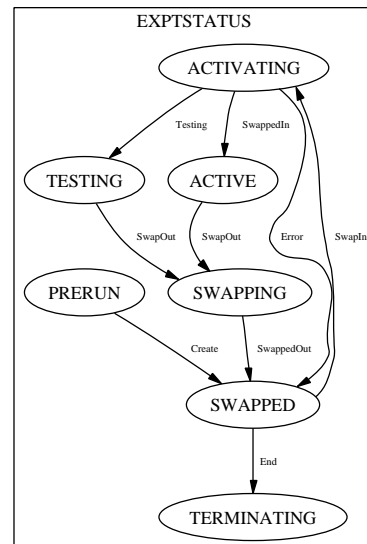 EXPTSTATUS
ACTIVATING
Testing
SwappedIn
TESTING
ACTIVE
SwapOut
SwapOut
Error
SwapIn
PRERUN
SWAPPING
Create
SwappedOut
SWAPPED
End
TERMINATING